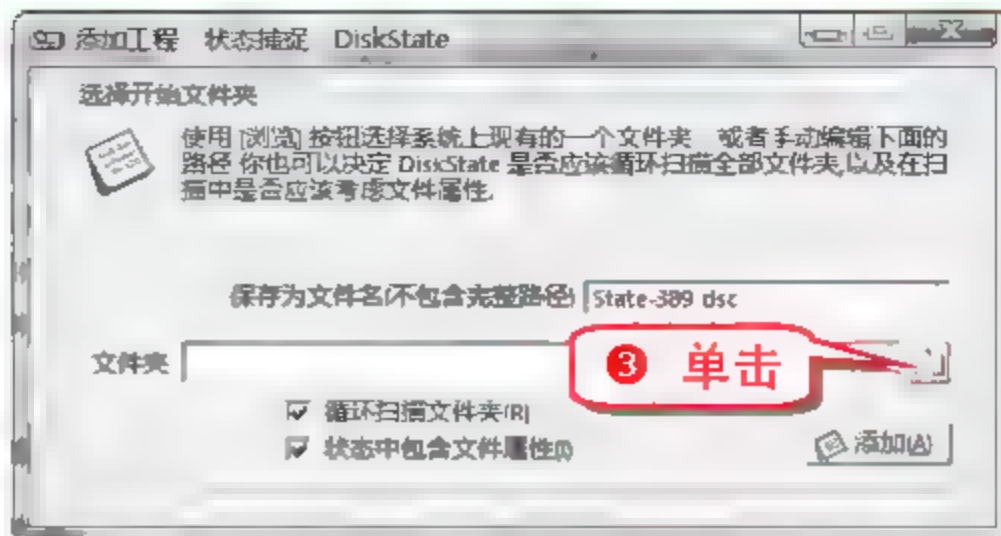 添加工程 状态捕捉 DiskState
选择开始文件夹
使用 [浏览] 按钮选择系统上现有的一个文件夹 或者手动编辑下面的
路径 你也可以决定 DiskState 是否应该循环扫描全部文件夹,以及在扫
描中是否应该考虑文件属性.
保存为文件名(不包含完整路径) State-389 dsc
文件夹
❸ 单击
循环扫描文件夹(R)
状态中包含文件属性(I)
添加(A)